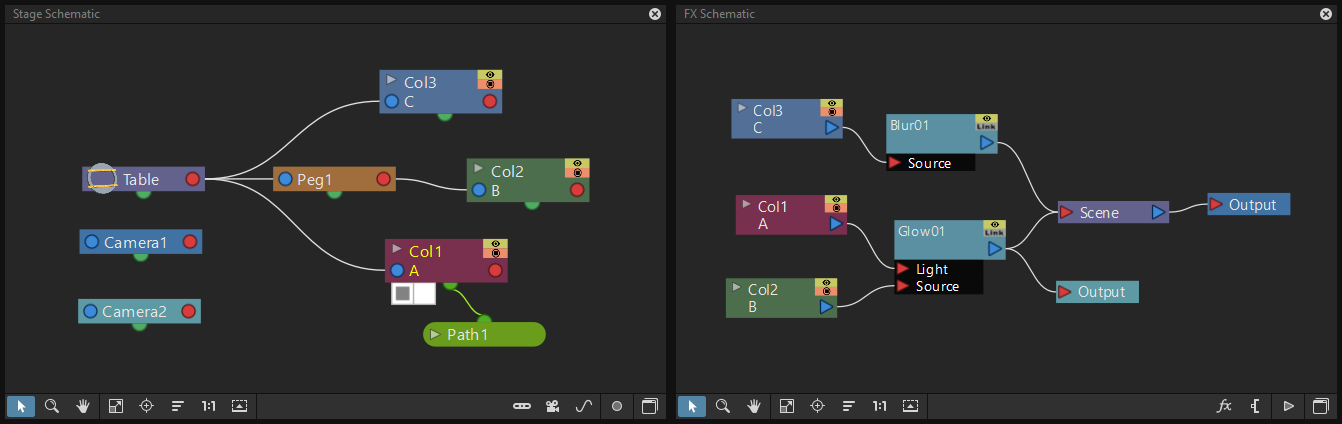 Stage Schematic
Col3
C
Table
Peg1
Col2
B
Camera1
Col1
A
Camera2
Path1
1:1
FX Schematic
Col3
C
Blur01
Link
Source
Col1
A
Scene
Output
Glow01
Link
Light
Source
Col2
B
Output
1:1
fx